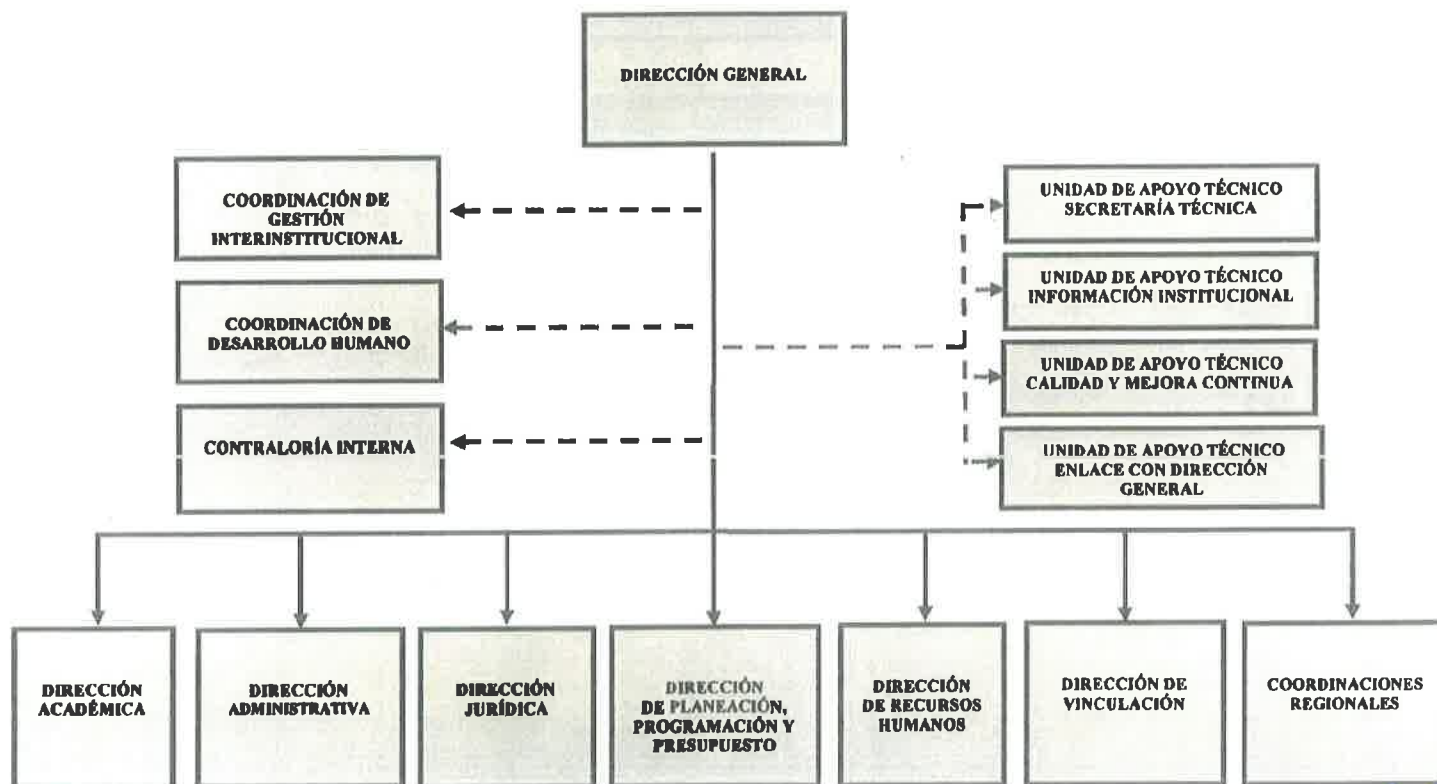 DIRECCIÓN GENERAL
COORDINACIÓN DE
GESTIÓN
INTERINSTITUCIONAL
COORDINACIÓN DE
DESARROLLO HUMANO
CONTRALORÍA INTERNA
UNIDAD DE APOYO TÉCNICO
SECRETARÍA TÉCNICA
UNIDAD DE APOYO TÉCNICO
INFORMACIÓN INSTITUCIONAL
UNIDAD DE APOYO TÉCNICO
CALIDAD Y MEJORA CONTINUA
UNIDAD DE APOYO TÉCNICO
ENLACE CON DIRECCIÓN
GENERAL
DIRECCIÓN
ACADÉMICA
DIRECCIÓN
ADMINISTRATIVA
DIRECCIÓN
JURÍDICA
DIRECCIÓN
DE PLANEACIÓN,
PROGRAMACIÓN Y
PRESUPUESTO
DIRECCIÓN
DE RECURSOS
HUMANOS
DIRECCIÓN DE
VINCULACIÓN
COORDINACIONES
REGIONALES